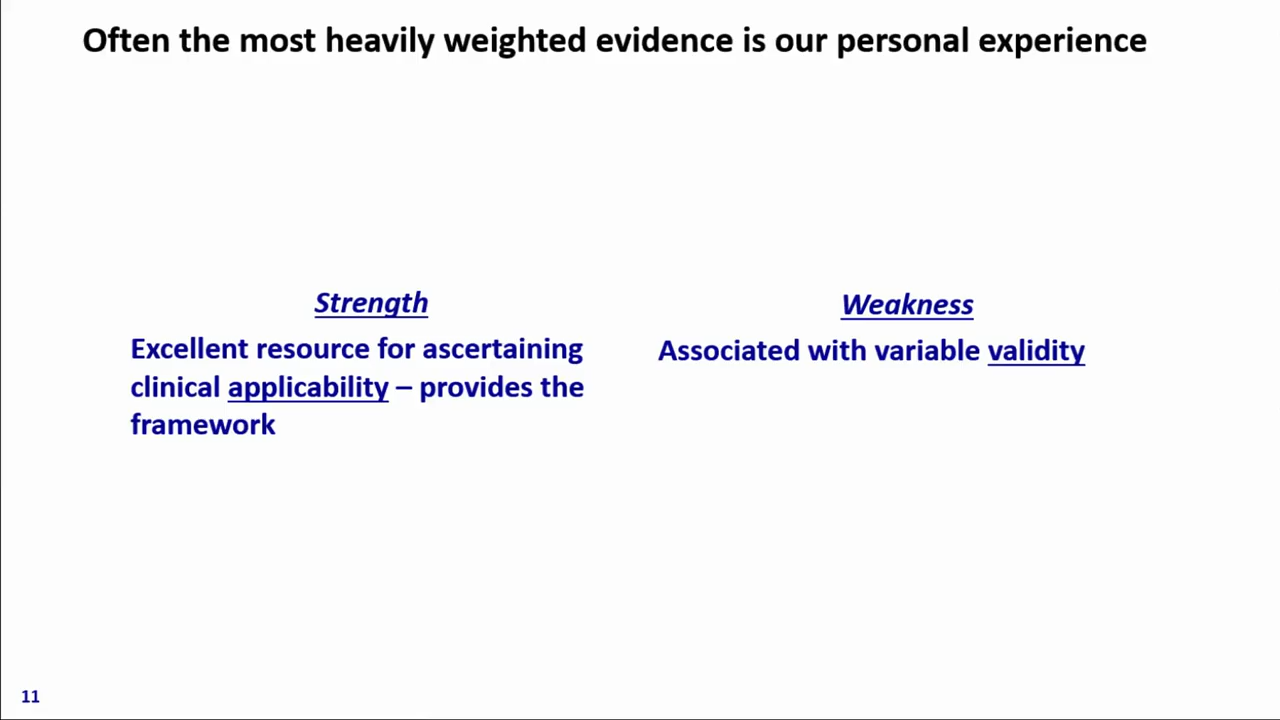 Often the most heavily weighted evidence is our personal experience
Strength
Excellent resource for ascertaining
clinical applicability – provides the
framework
Weakness
Associated with variable validity
11